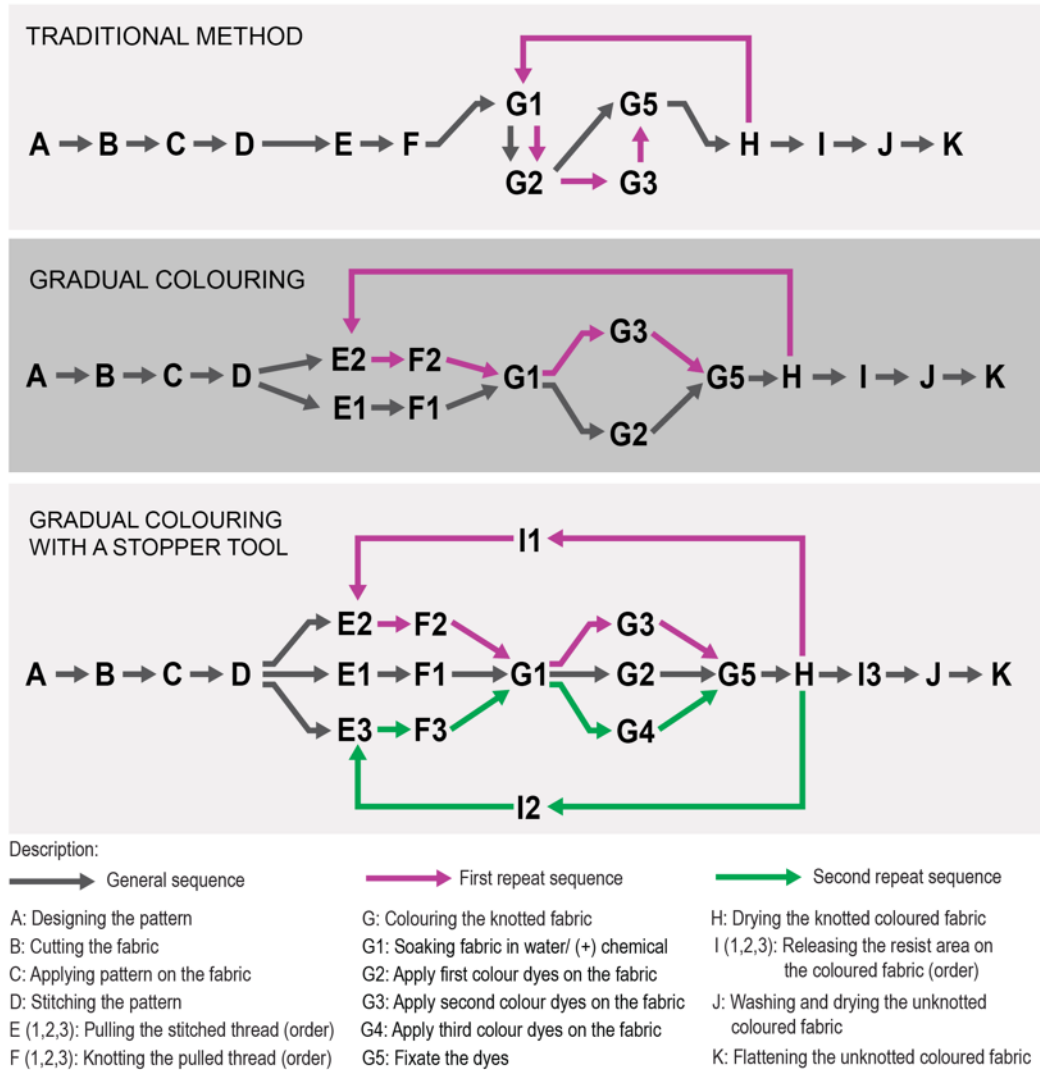 TRADITIONAL METHOD
G1 G5
A B C D E F H I J K
G2 G3
GRADUAL COLOURING
E2 F2 G3
A B C D G1 G5 H I J K
E1 F1 G2
GRADUAL COLOURING
WITH A STOPPER TOOL
I1
E2 F2 G3
A B C D E1 F1 G1 G2 G5 H I3 J K
E3 F3 G4
I2
Description:
General sequence
First repeat sequence
Second repeat sequence
A: Designing the pattern
B: Cutting the fabric
C: Applying pattern on the fabric
D: Stitching the pattern
E (1,2,3): Pulling the stitched thread (order)
F (1,2,3): Knotting the pulled thread (order)
G: Colouring the knotted fabric
G1: Soaking fabric in water/ (+) chemical
G2: Apply first colour dyes on the fabric
G3: Apply second colour dyes on the fabric
G4: Apply third colour dyes on the fabric
G5: Fixate the dyes
H: Drying the knotted coloured fabric
I (1,2,3): Releasing the resist area on
the coloured fabric (order)
J: Washing and drying the unknotted
coloured fabric
K: Flattening the unknotted coloured fabric